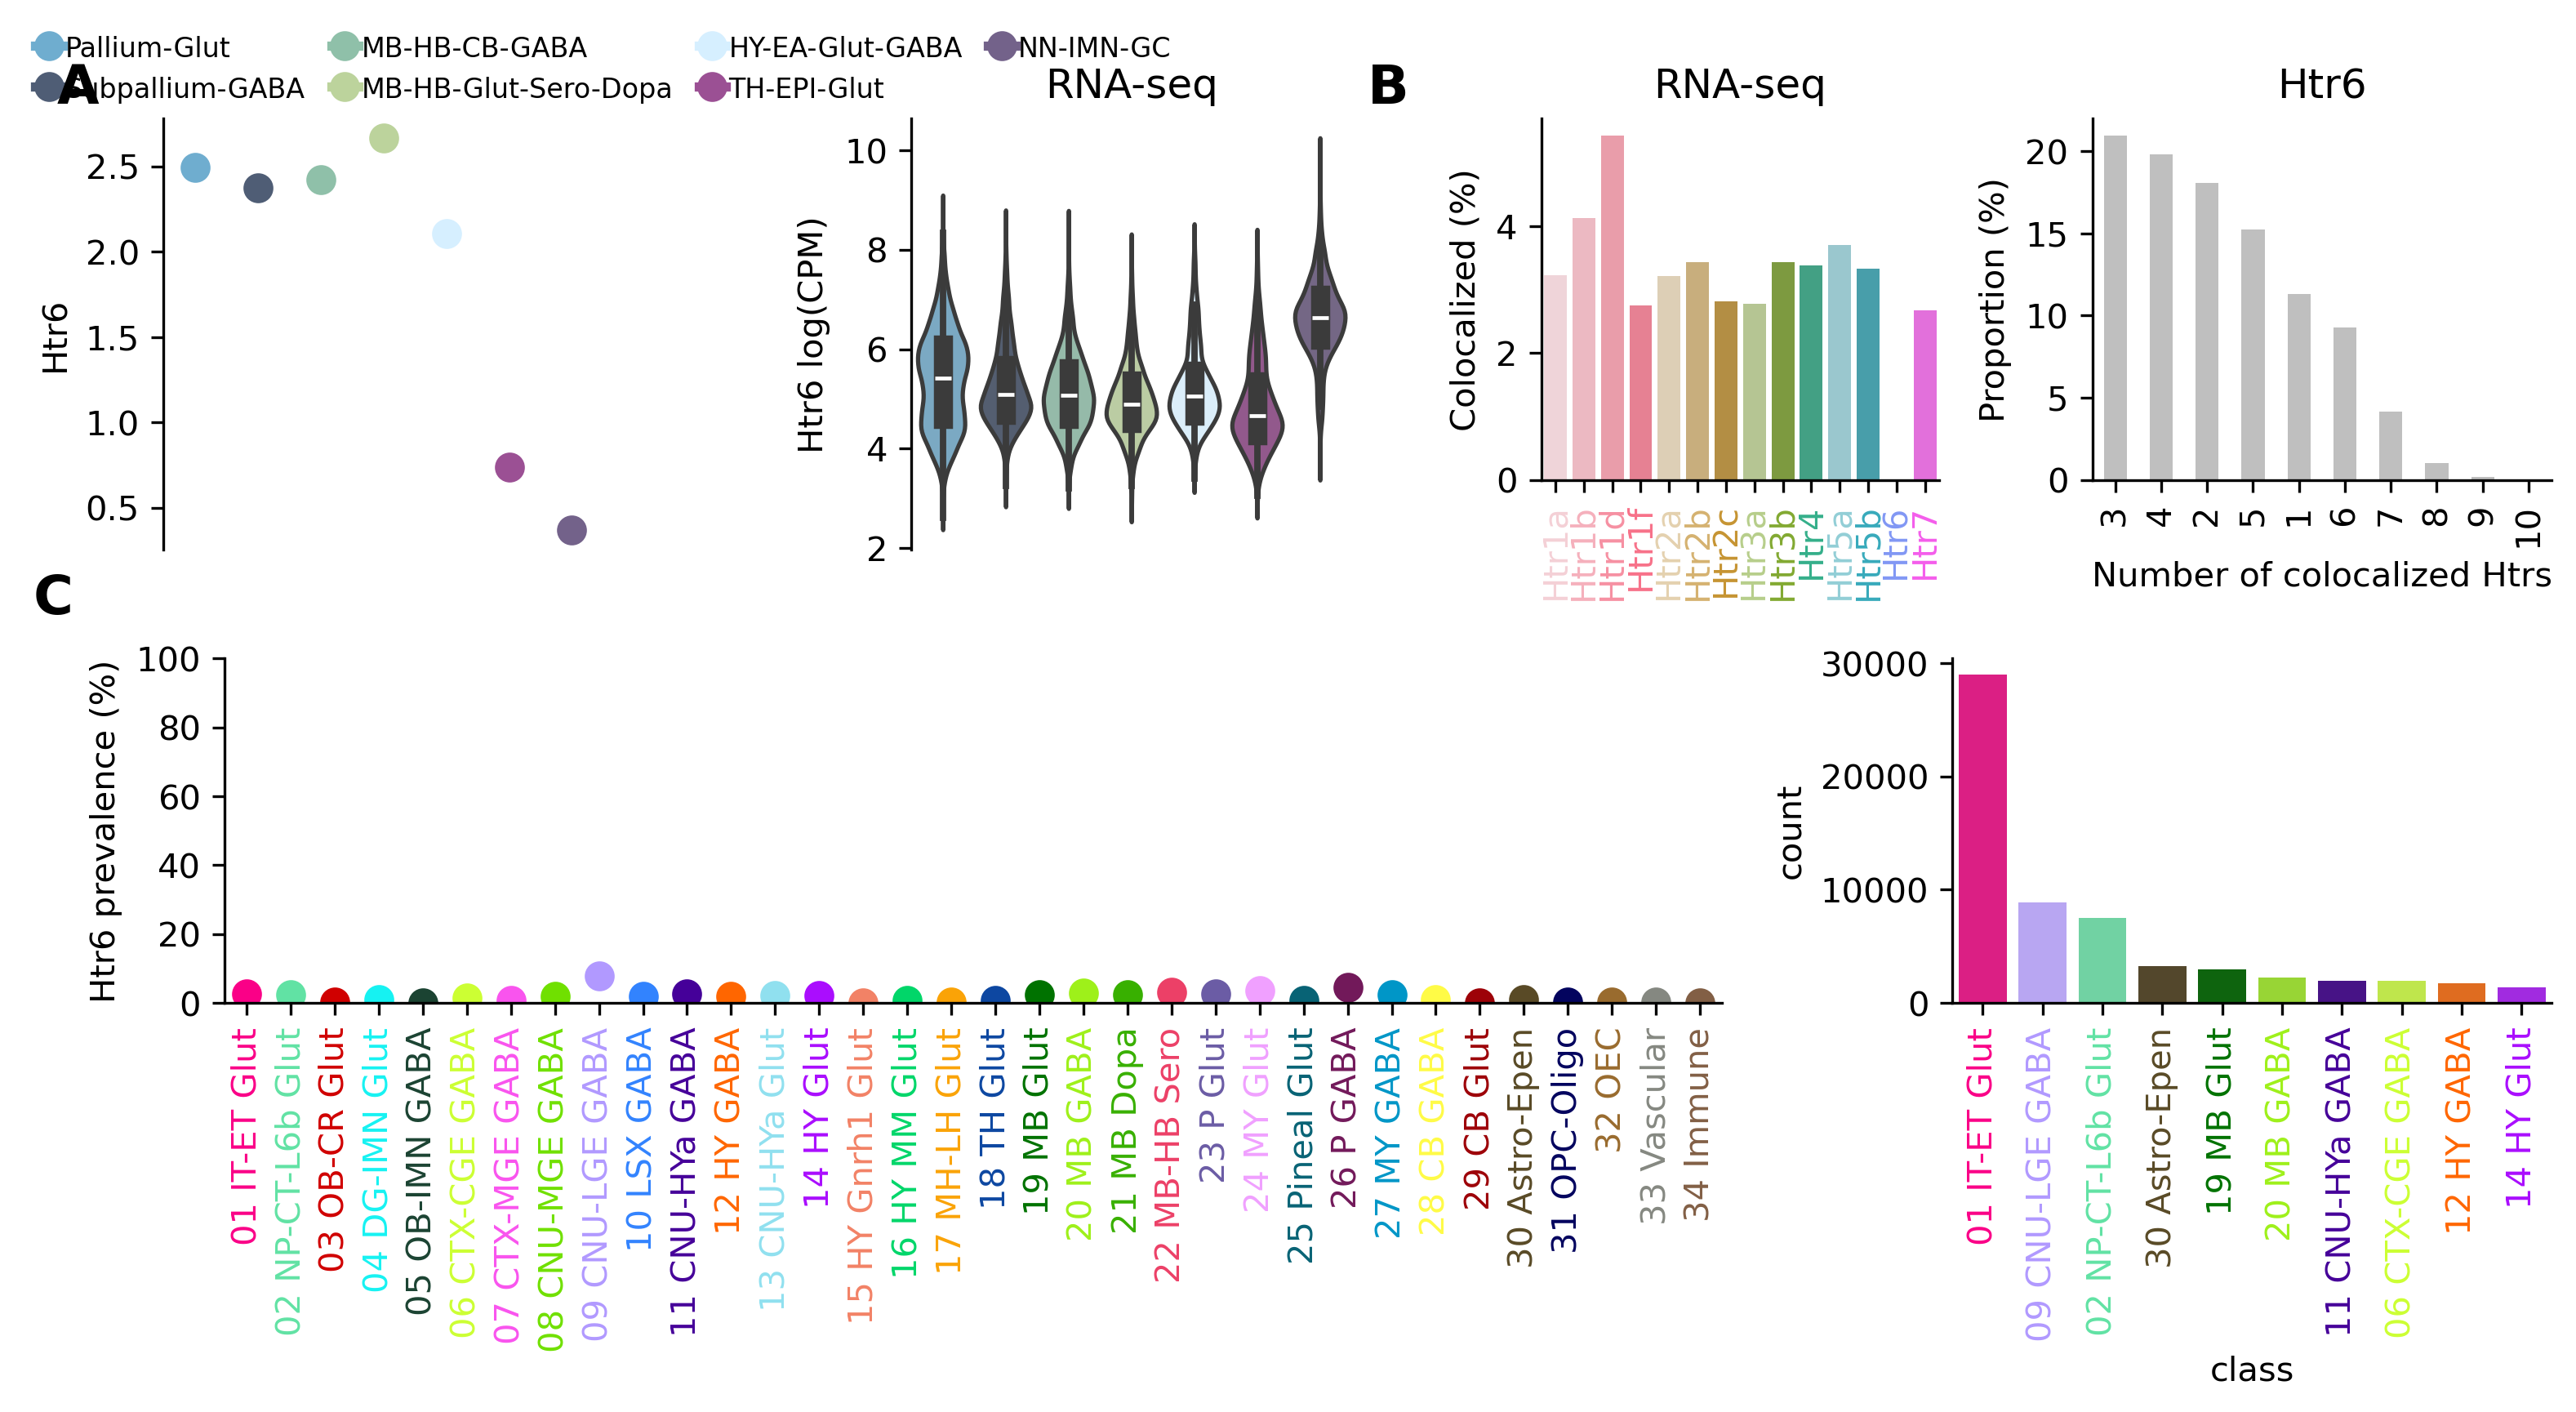 Pallium-Glut
MB-HB-CB-GABA
HY-EA-Glut-GABA
NN-IMN-GC
Subpallium-GABA
MB-HB-Glut-Sero-Dopa
TH-EPI-Glut
A
Htr6
2.5
2.0
1.5
1.0
0.5
RNA-seq
Htr6 log(CPM)
10
8
6
4
2
B
RNA-seq
Colocalized (%)
4
2
0
Htr1a
Htr1b
Htr1d
Htr1f
Htr2a
Htr2b
Htr2c
Htr3a
Htr3b
Htr4
Htr5a
Htr5b
Htr6
Htr7
Htr6
Proportion (%)
20
15
10
5
0
3
4
2
5
1
6
7
8
9
10
Number of colocalized Htrs
C
Htr6 prevalence (%)
100
80
60
40
20
0
01 IT-ET Glut
02 NP-CT-L6b Glut
03 OB-CR Glut
04 DG-IMN Glut
05 OB-IMN GABA
06 CTX-CGE GABA
07 CTX-MGE GABA
08 CNU-MGE GABA
09 CNU-LGE GABA
10 LSX GABA
11 CNU-HYa GABA
12 HY GABA
13 CNU-HYa Glut
14 HY Glut
15 HY Gnrh1 Glut
16 HY MM Glut
17 MH-LH Glut
18 TH Glut
19 MB Glut
20 MB GABA
21 MB Dopa
22 MB-HB Sero
23 P Glut
24 MY Glut
25 Pineal Glut
26 P GABA
27 MY GABA
28 CB GABA
29 CB Glut
30 Astro-Epen
31 OPC-Oligo
32 OEC
33 Vascular
34 Immune
count
30000
20000
10000
0
01 IT-ET Glut
09 CNU-LGE GABA
02 NP-CT-L6b Glut
30 Astro-Epen
19 MB Glut
20 MB GABA
11 CNU-HYa GABA
06 CTX-CGE GABA
12 HY GABA
14 HY Glut
class